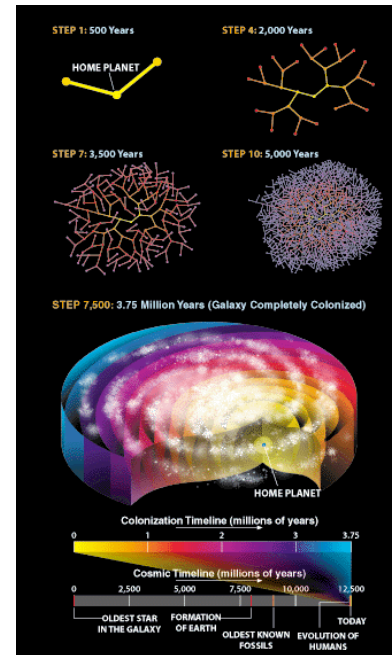 STEP 1: 500 Years
STEP 4: 2,000 Years
HOME PLANET
STEP 7: 3,500 Years
STEP 10: 5,000 Years
STEP 7,500: 3.75 Million Years (Galaxy Completely Colonized)
HOME PLANET
Colonization Timeline (millions of years)
0 1 2 3 3.75
Cosmic Timeline (millions of years)
0 2,500 5,000 7,500 10,000 12,500
TODAY
OLDEST STAR
IN THE GALAXY
FORMATION
OF EARTH
OLDEST KNOWN
FOSSILS
EVOLUTION OF
HUMANS